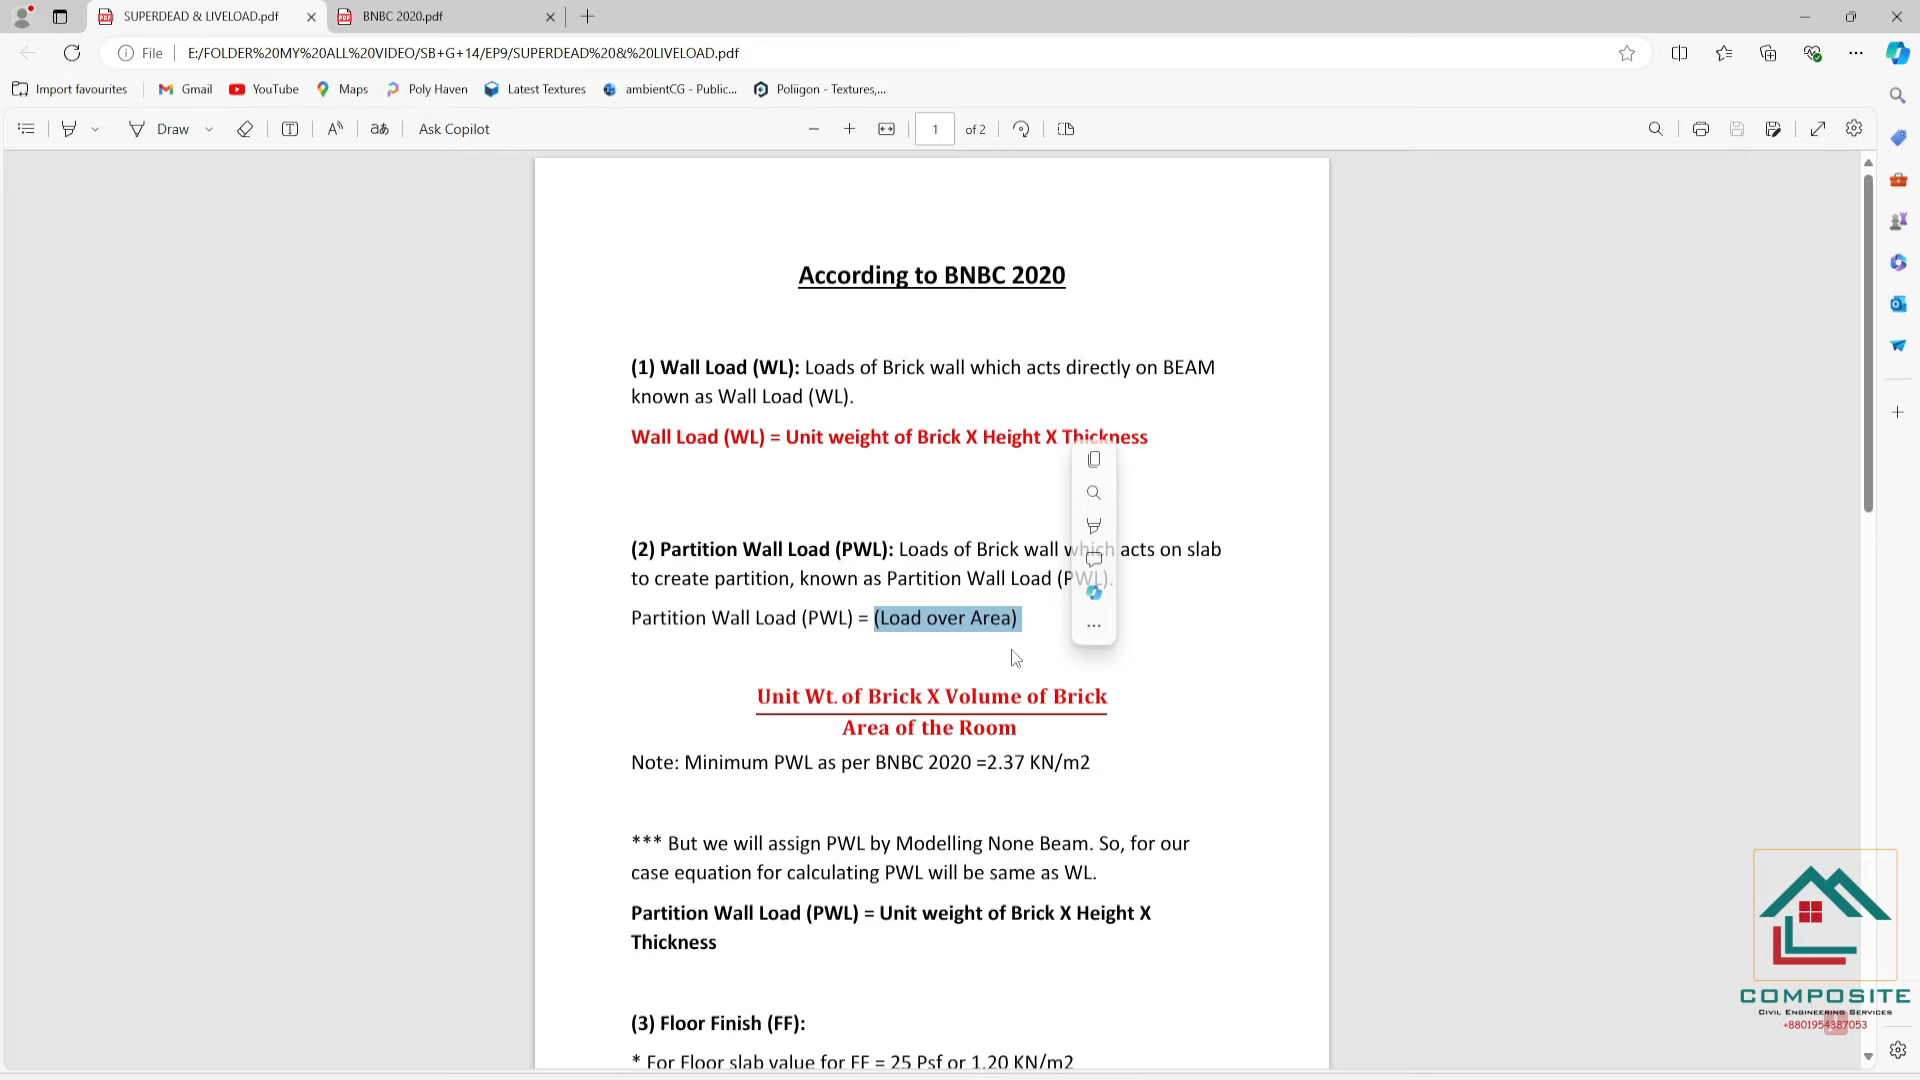 SUPERDEAD & LIVELOAD.pdf
BNBC 2020.pdf
File
E:/FOLDER%20MY%20ALL%20VIDEO/SB+G+14/EP9/SUPERDEAD%20&%20LIVELOAD.pdf
Import favourites
Gmail
YouTube
Maps
Poly Haven
Latest Textures
ambientCG - Public...
Poliigon - Textures,...
Draw
Ask Copilot
1
of 2
According to BNBC 2020
(1) Wall Load (WL): Loads of Brick wall which acts directly on BEAM
known as Wall Load (WL).
Wall Load (WL) = Unit weight of Brick X Height X Thickness
(2) Partition Wall Load (PWL): Loads of Brick wall which acts on slab
to create partition, known as Partition Wall Load (PWL).
Partition Wall Load (PWL) = (Load over Area)
Unit Wt. of Brick X Volume of Brick
Area of the Room
Note: Minimum PWL as per BNBC 2020 =2.37 KN/m2
*** But we will assign PWL by Modelling None Beam. So, for our
case equation for calculating PWL will be same as WL.
Partition Wall Load (PWL) = Unit weight of Brick X Height X
Thickness
(3) Floor Finish (FF):
* For Floor slab value for FF = 25 Psf or 1.20 KN/m2
COMPOSITE
CIVIL ENGINEERING SERVICES
+8801954387053